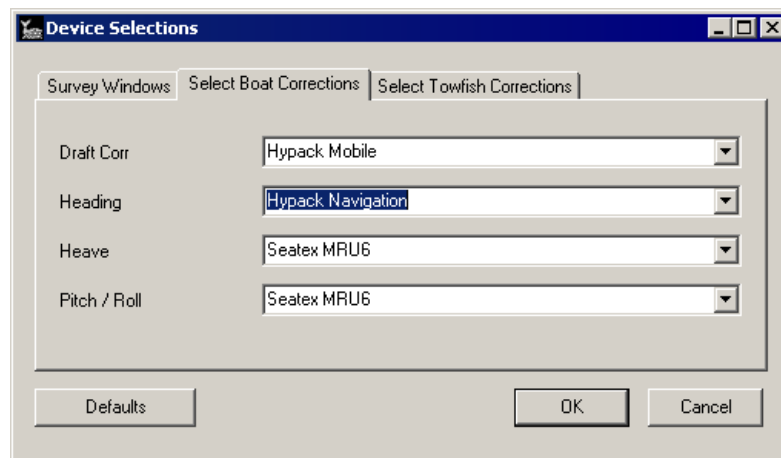 Device Selections
Survey Windows Select Boat Corrections Select Towfish Corrections
Draft Corr Hypack Mobile
Heading Hypack Navigation
Heave Seatex MRU6
Pitch / Roll Seatex MRU6
Defaults OK Cancel